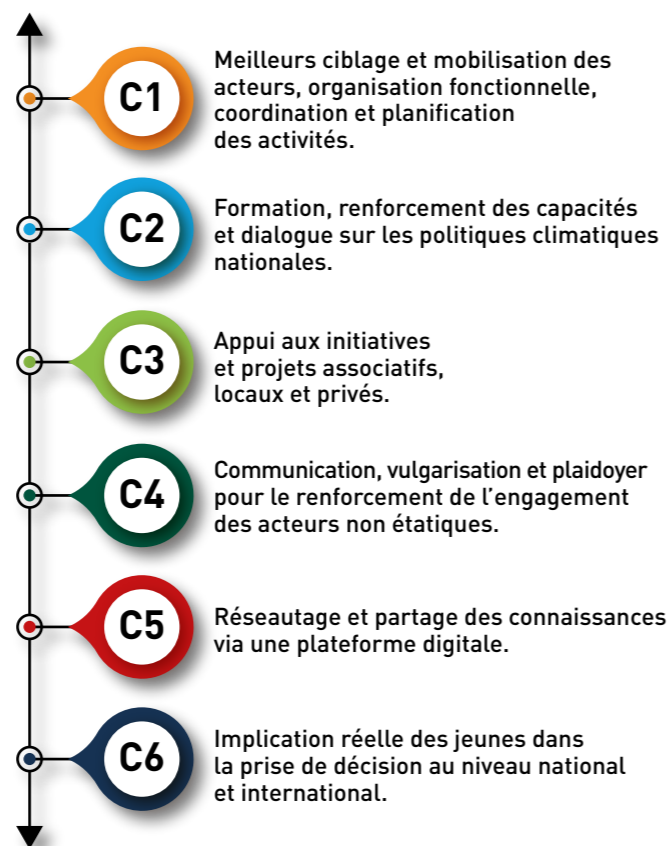 C1
Meilleurs ciblage et mobilisation des
acteurs, organisation fonctionnelle,
coordination et planification
des activités.
C2
Formation, renforcement des capacités
et dialogue sur les politiques climatiques
nationales.
C3
Appui aux initiatives
et projets associatifs,
locaux et privés.
C4
Communication, vulgarisation et plaidoyer
pour le renforcement de l’engagement
des acteurs non étatiques.
C5
Réseautage et partage des connaissances
via une plateforme digitale.
C6
Implication réelle des jeunes dans
la prise de décision au niveau national
et international.